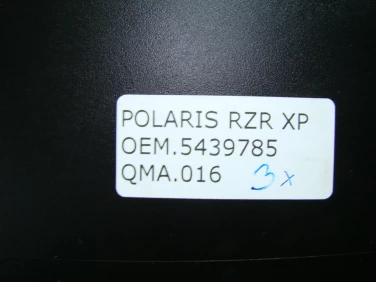 POLARIS RZR XP
OEM.5439785
QMA.016 3x